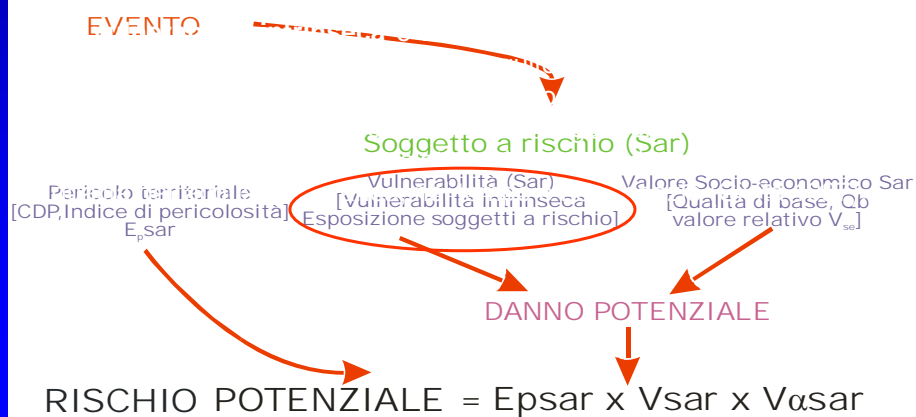 EVENTO
Soggetto a rischio (Sar)
Pericolo territoriale
[CDP,Indice di pericolosità]
Epsar
Vulnerabilità (Sar)
[Vulnerabilità intrinseca
Esposizione soggetti a rischio]
Valore Socio-economico Sar
[Qualità di base, Qb
valore relativo Vse]
DANNO POTENZIALE
RISCHIO POTENZIALE = Epsar x Vsar x Vαsar